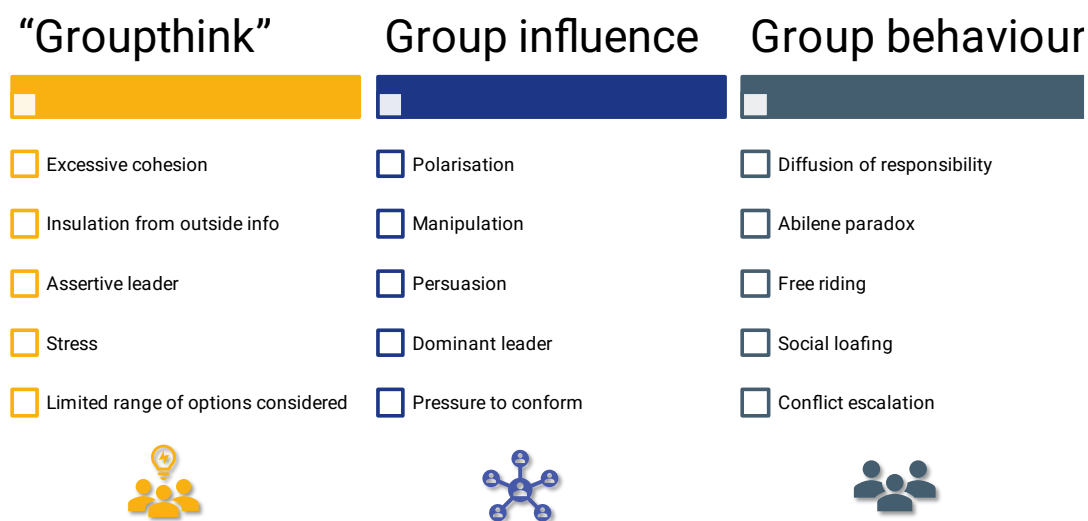 “Groupthink”
Excessive cohesion
Insulation from outside info
Assertive leader
Stress
Limited range of options considered
Group influence
Polarisation
Manipulation
Persuasion
Dominant leader
Pressure to conform
Group behaviour
Diffusion of responsibility
Abilene paradox
Free riding
Social loafing
Conflict escalation